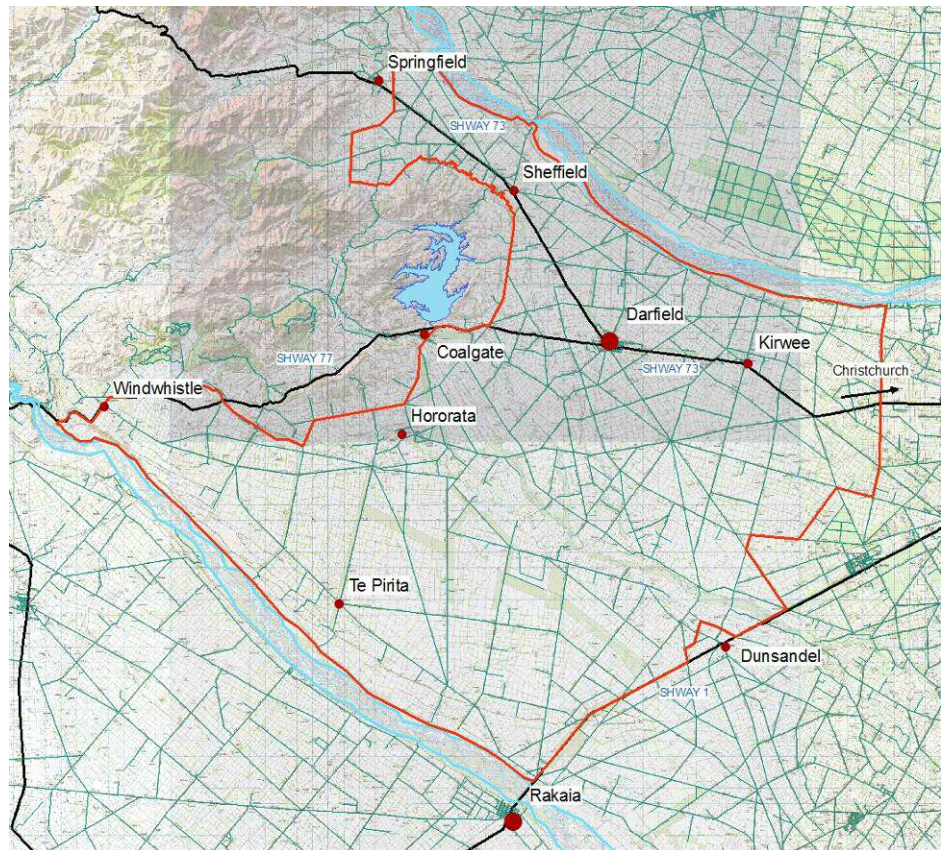 Springfield
SHWAY 73
Sheffield
Darfield
SHWAY 77
Coalgate
SHWAY 73
Kirwee
Christchurch
Windwhistle
Hororata
Te Pirita
Dunsandel
SHWAY 1
Rakaia